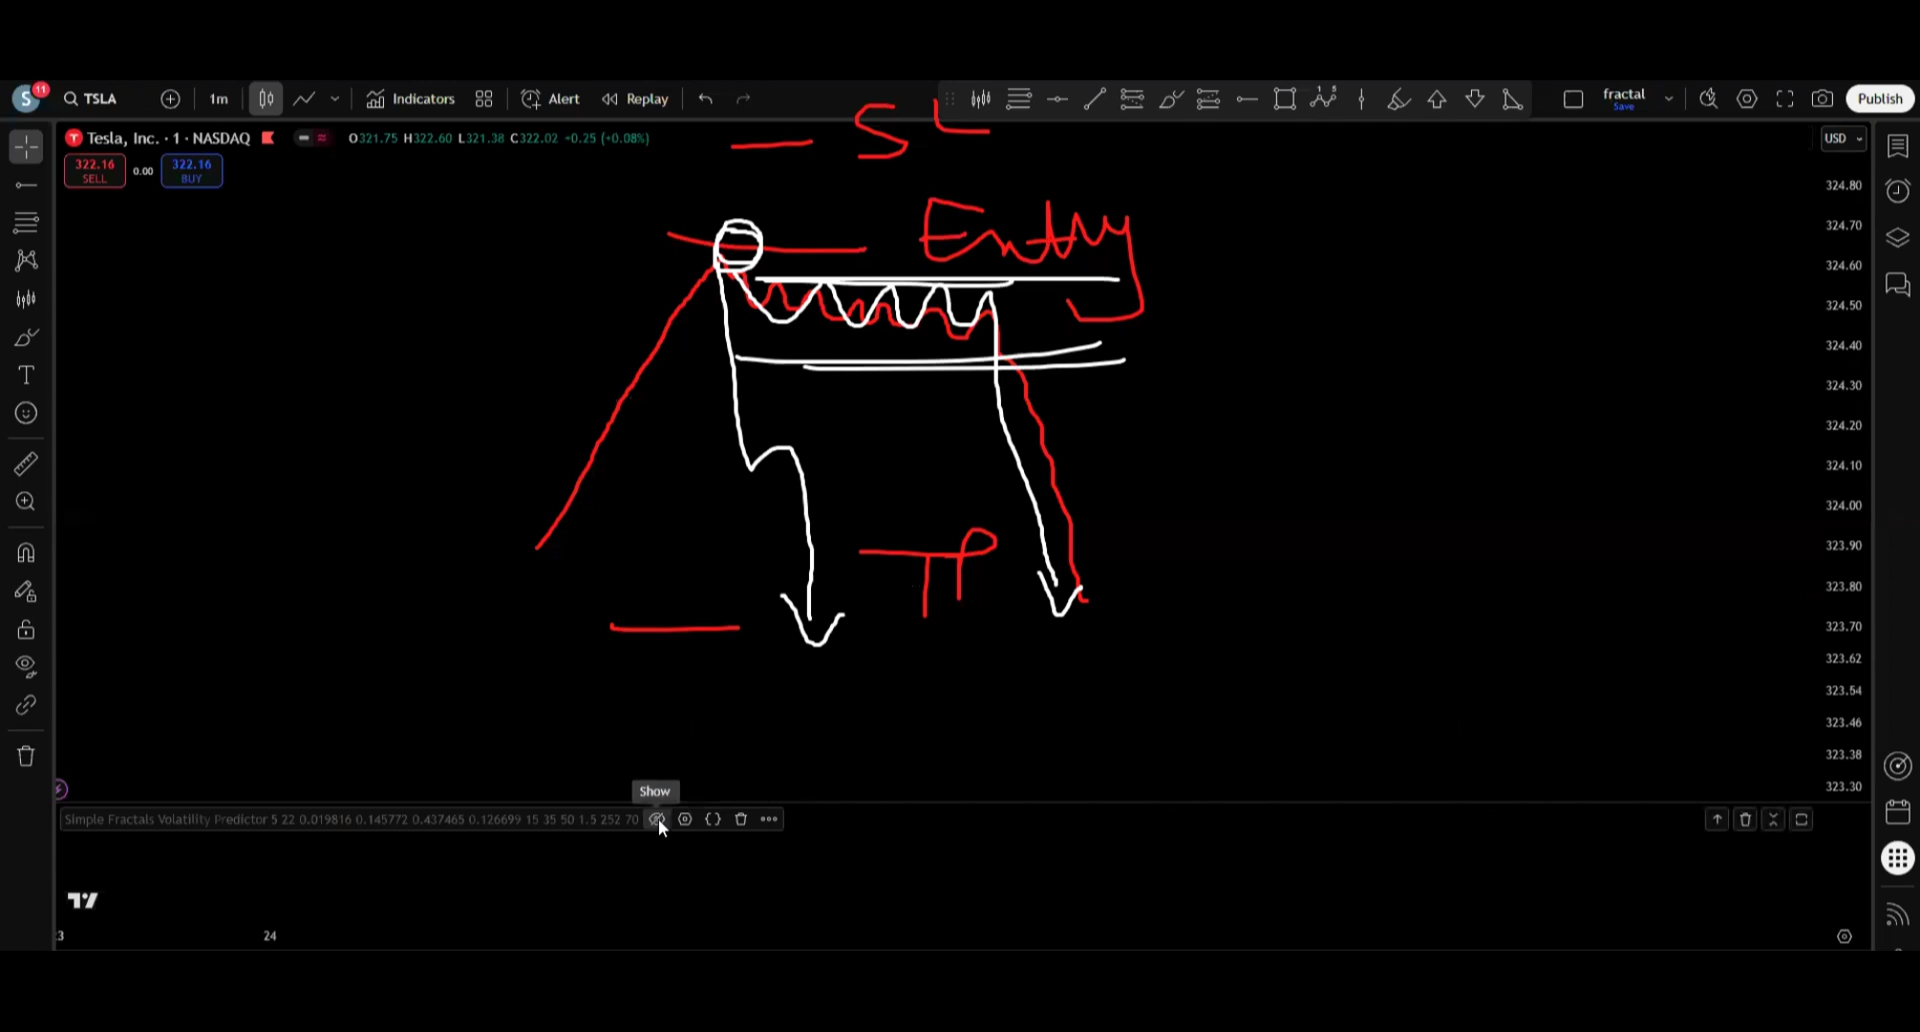 S 11 TSLA 1m Indicators Alert Replay fractal Save Publish
Tesla, Inc. · 1 · NASDAQ O321.75 H322.60 L321.38 C322.02 +0.25 (+0.08%) USD
322.16 SELL 0.00 322.16 BUY
SL
Entry
TP
324.80
324.70
324.60
324.50
324.40
324.30
324.20
324.10
324.00
323.90
323.80
323.70
323.62
323.54
323.46
323.38
323.30
Show
Simple Fractals Volatility Predictor 5 22 0.019816 0.145772 0.437465 0.126699 15 35 50 1.5 252 70
:3 24